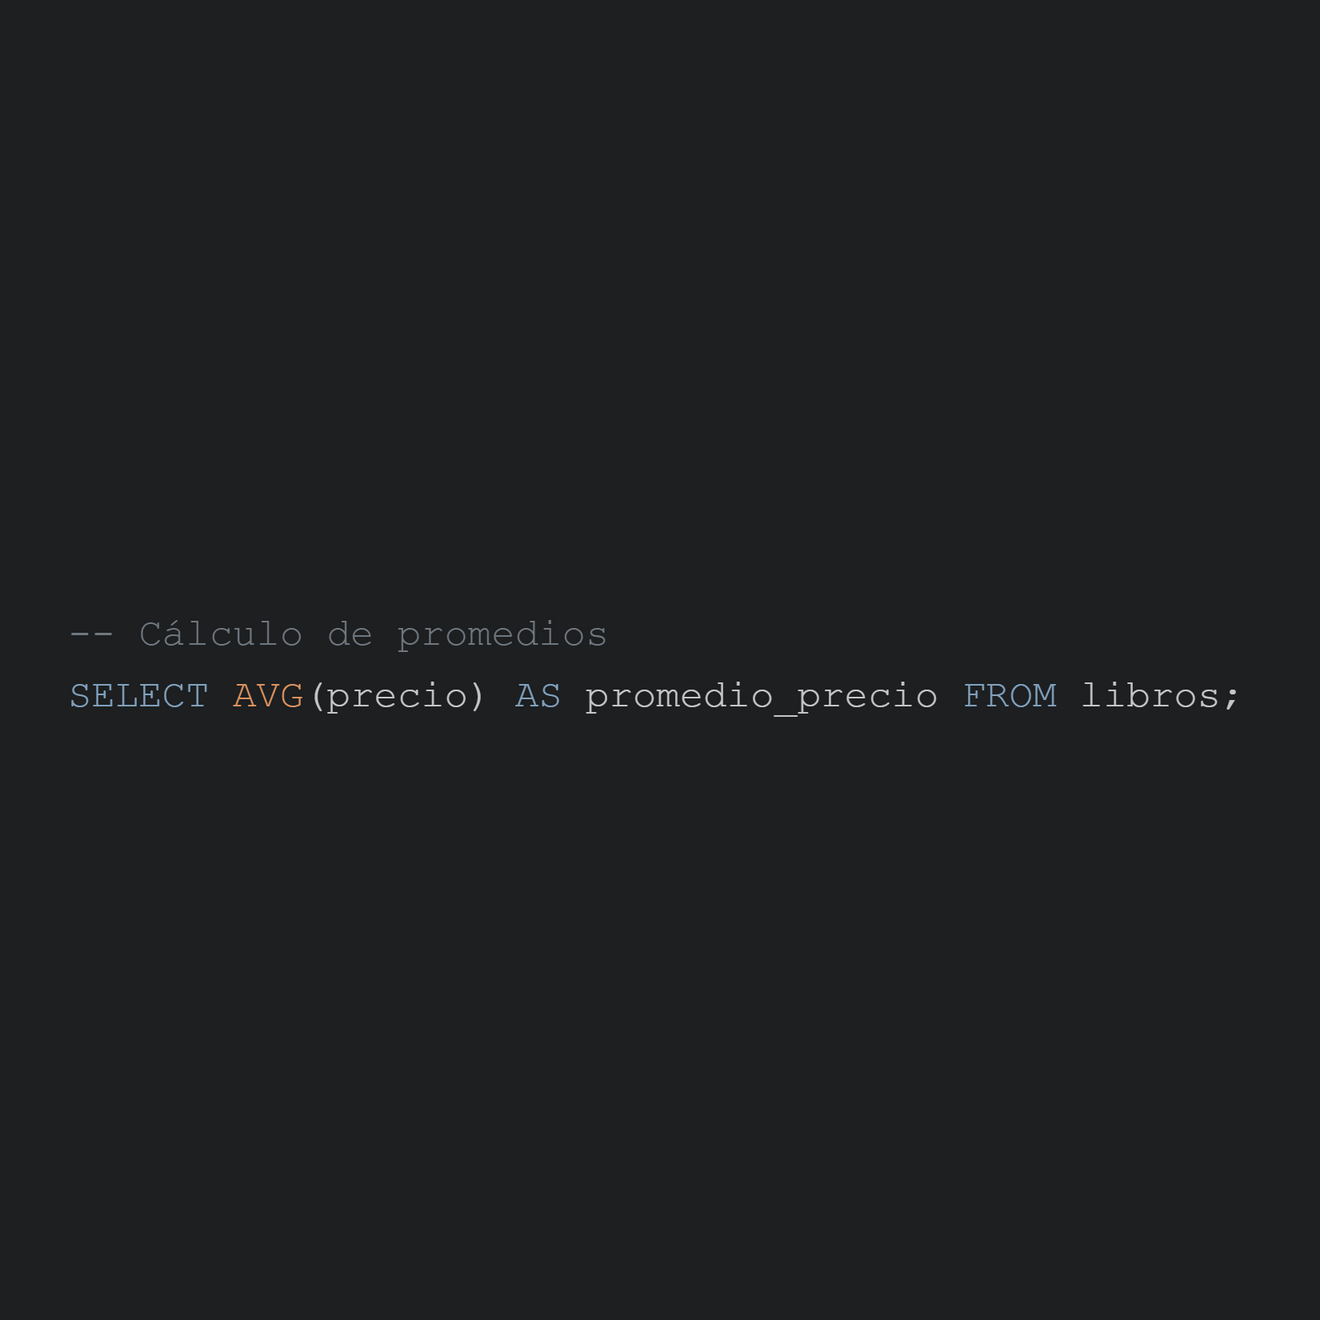 -- Cálculo de promedios
SELECT AVG(precio) AS promedio_precio FROM libros;